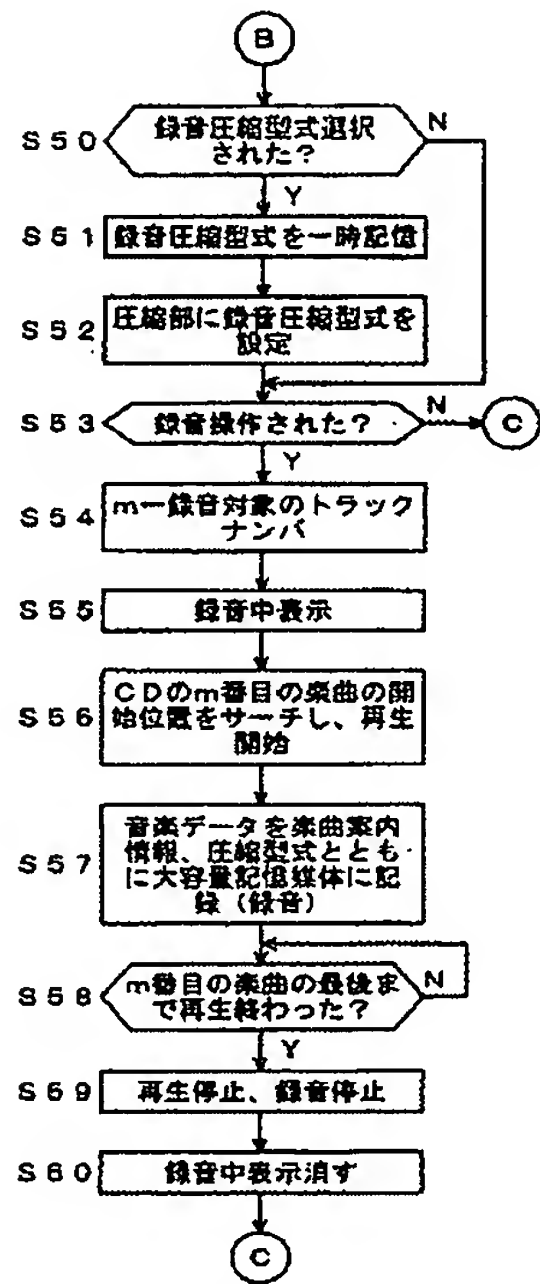 B
S50
録音圧縮型式選択
された?
N
Y
S51
録音圧縮型式を一時記憶
S52
圧縮部に録音圧縮型式を
設定
S53
録音操作された?
N
C
Y
S54
m←録音対象のトラック
ナンバ
S55
録音中表示
S56
CDのm番目の楽曲の開
始位置をサーチし、再生
開始
S57
音楽データを楽曲案内
情報、圧縮型式ととも
に大容量記憶媒体に記
録(録音)
S58
m番目の楽曲の最後ま
で再生終わった?
N
Y
S59
再生停止、録音停止
S60
録音中表示消す
C